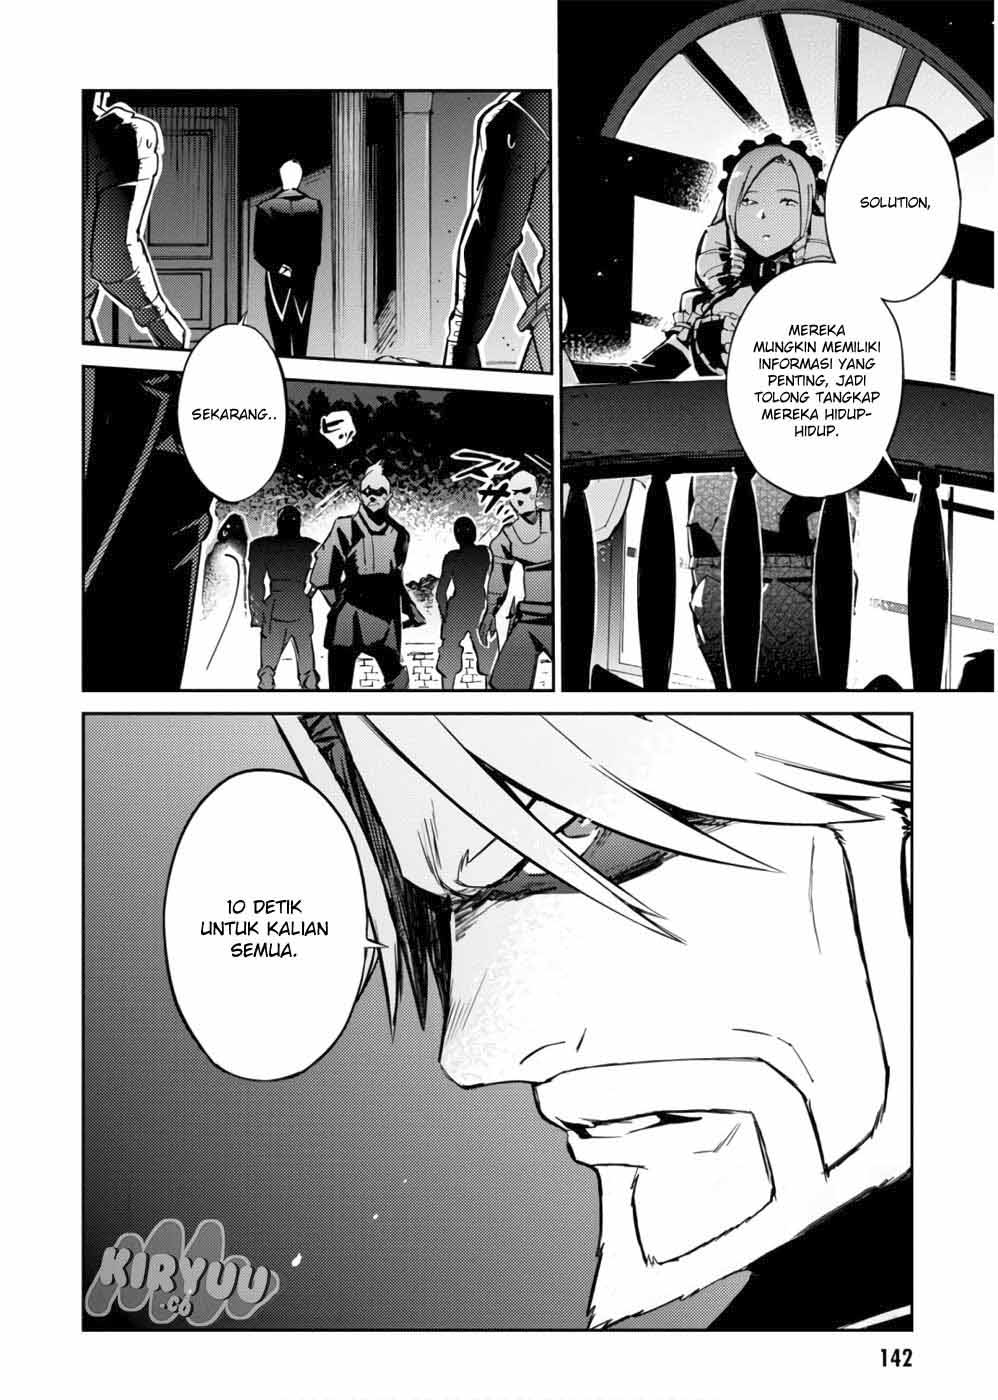 SOLUTION,
MEREKA
MUNGKIN MEMILIKI
INFORMASI YANG
PENTING, JADI
TOLONG TANGKAP
MEREKA HIDUP-
HIDUP.
SEKARANG..
10 DETIK
UNTUK KALIAN
SEMUA.
KIRYUU
.CO
142